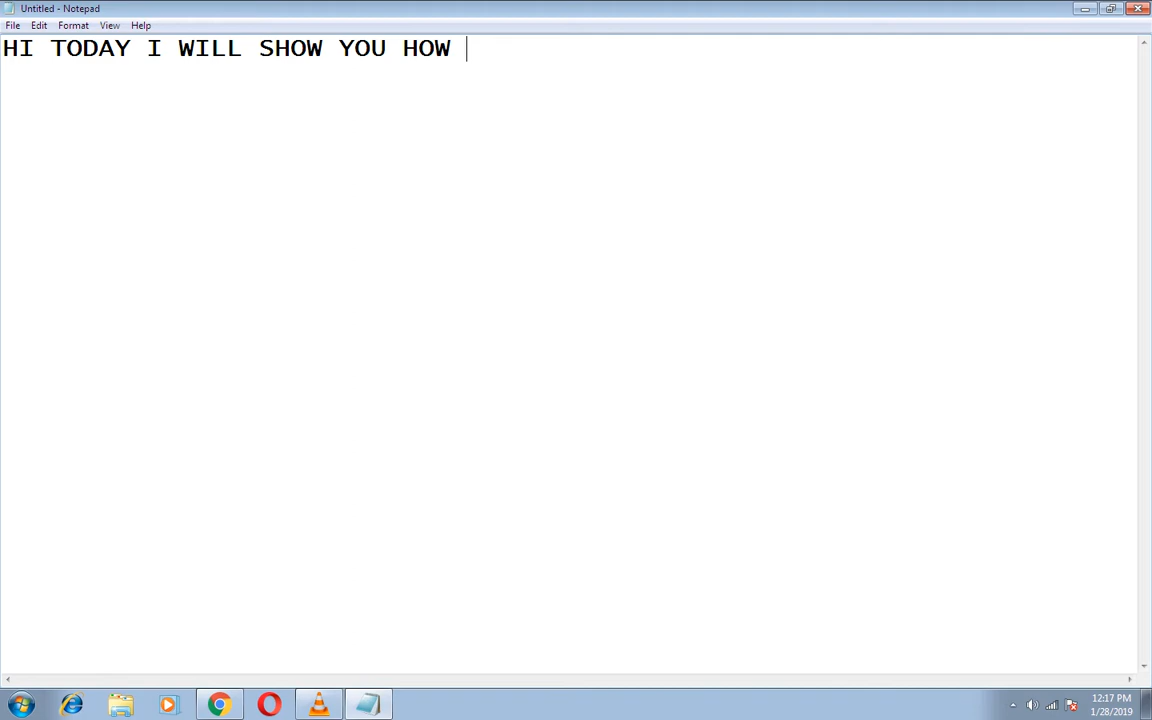 Untitled - Notepad
File Edit Format View Help
HI TODAY I WILL SHOW YOU HOW
12:17 PM
1/28/2019